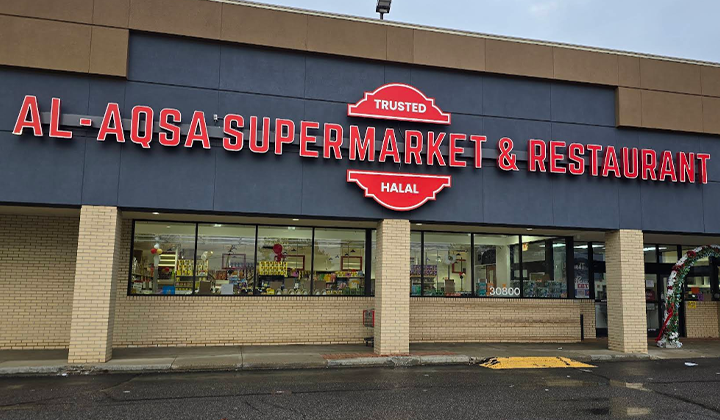 TRUSTED
AL-AQSA SUPERMARKET & RESTAURANT
HALAL
30800